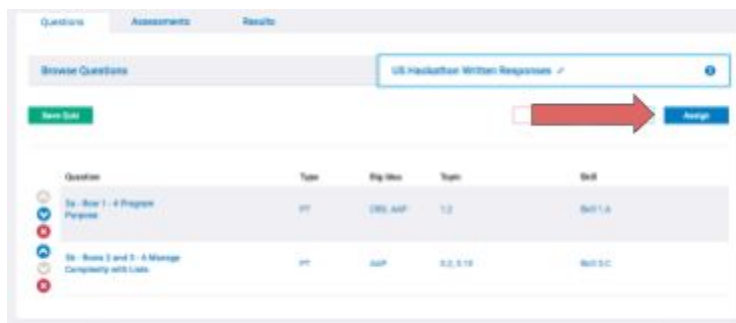 Questions Assessments Results
Browse Questions
US Hackathon Written Responses
Save Quiz
Assign
Question Type Big Idea Topic Skill
3a - Row 1 - A Program
Purpose
PT CRD, AAP 1.2 Skill 1.A
3b - Rows 2 and 3 - A Manage
Complexity with Lists
PT AAP 3.2, 3.10 Skill 3.C